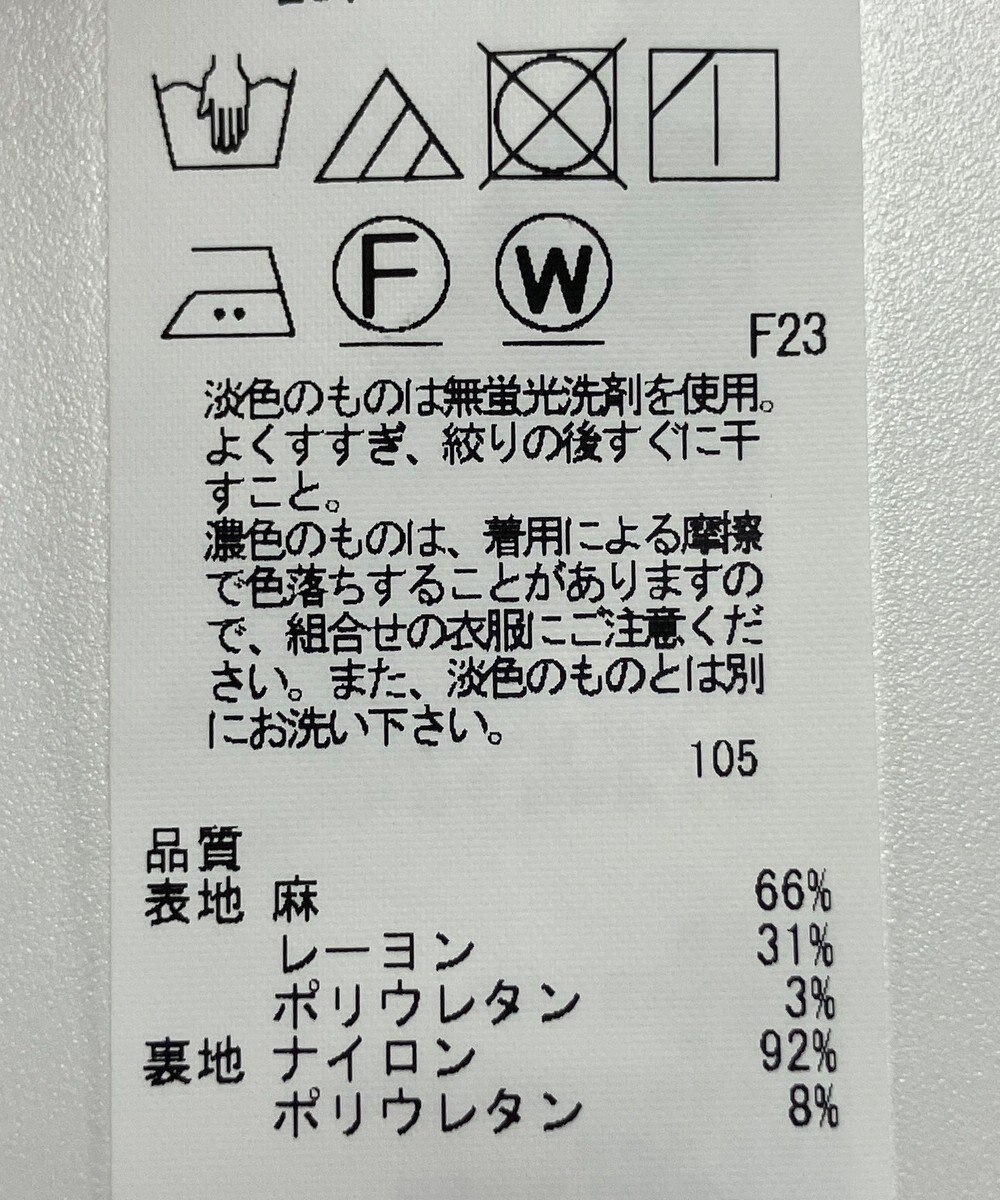 F
W
F23
淡色のものは無蛍光洗剤を使用。
よくすすぎ、絞りの後すぐに干
すこと。
濃色のものは、着用による摩擦
で色落ちすることがありますの
で、組合せの衣服にご注意くだ
さい。また、淡色のものとは別
にお洗い下さい。
105
品質
表地 麻 66%
レーヨン 31%
ポリウレタン 3%
裏地 ナイロン 92%
ポリウレタン 8%